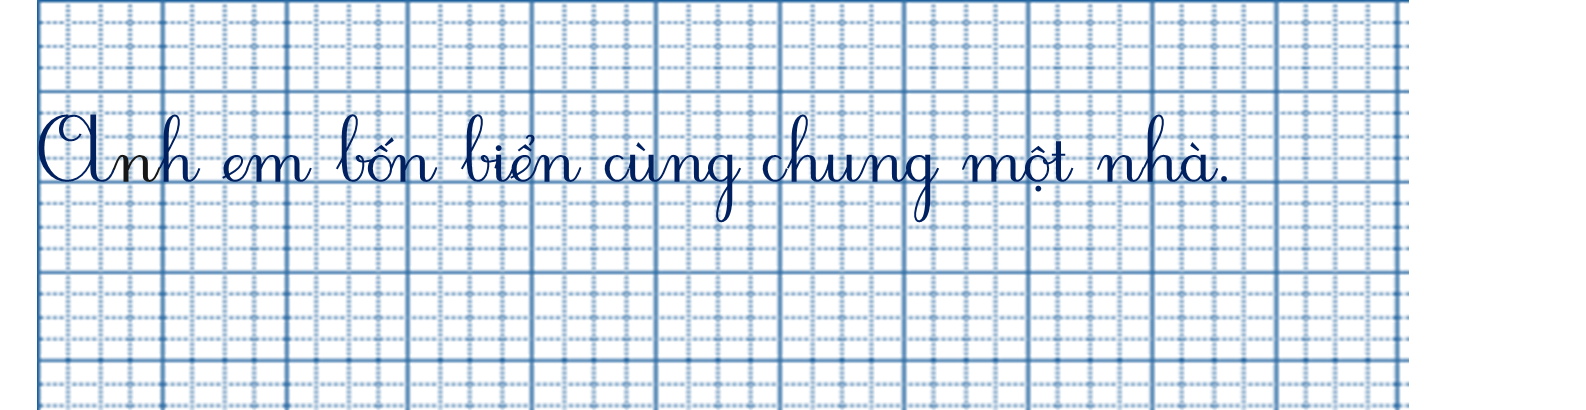 Anh em bốn biển cùng chung một nhà.